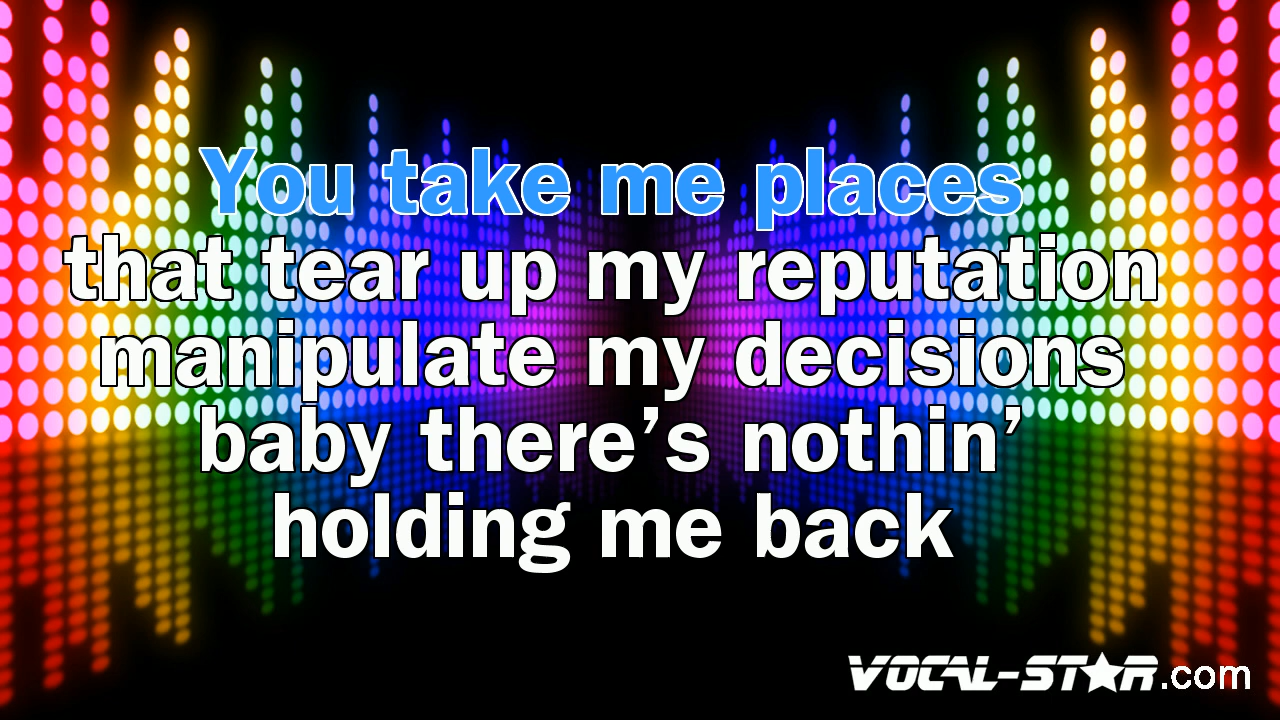 You take me places
that tear up my reputation
manipulate my decisions
baby there’s nothin’
holding me back
VOCAL-STAR.com